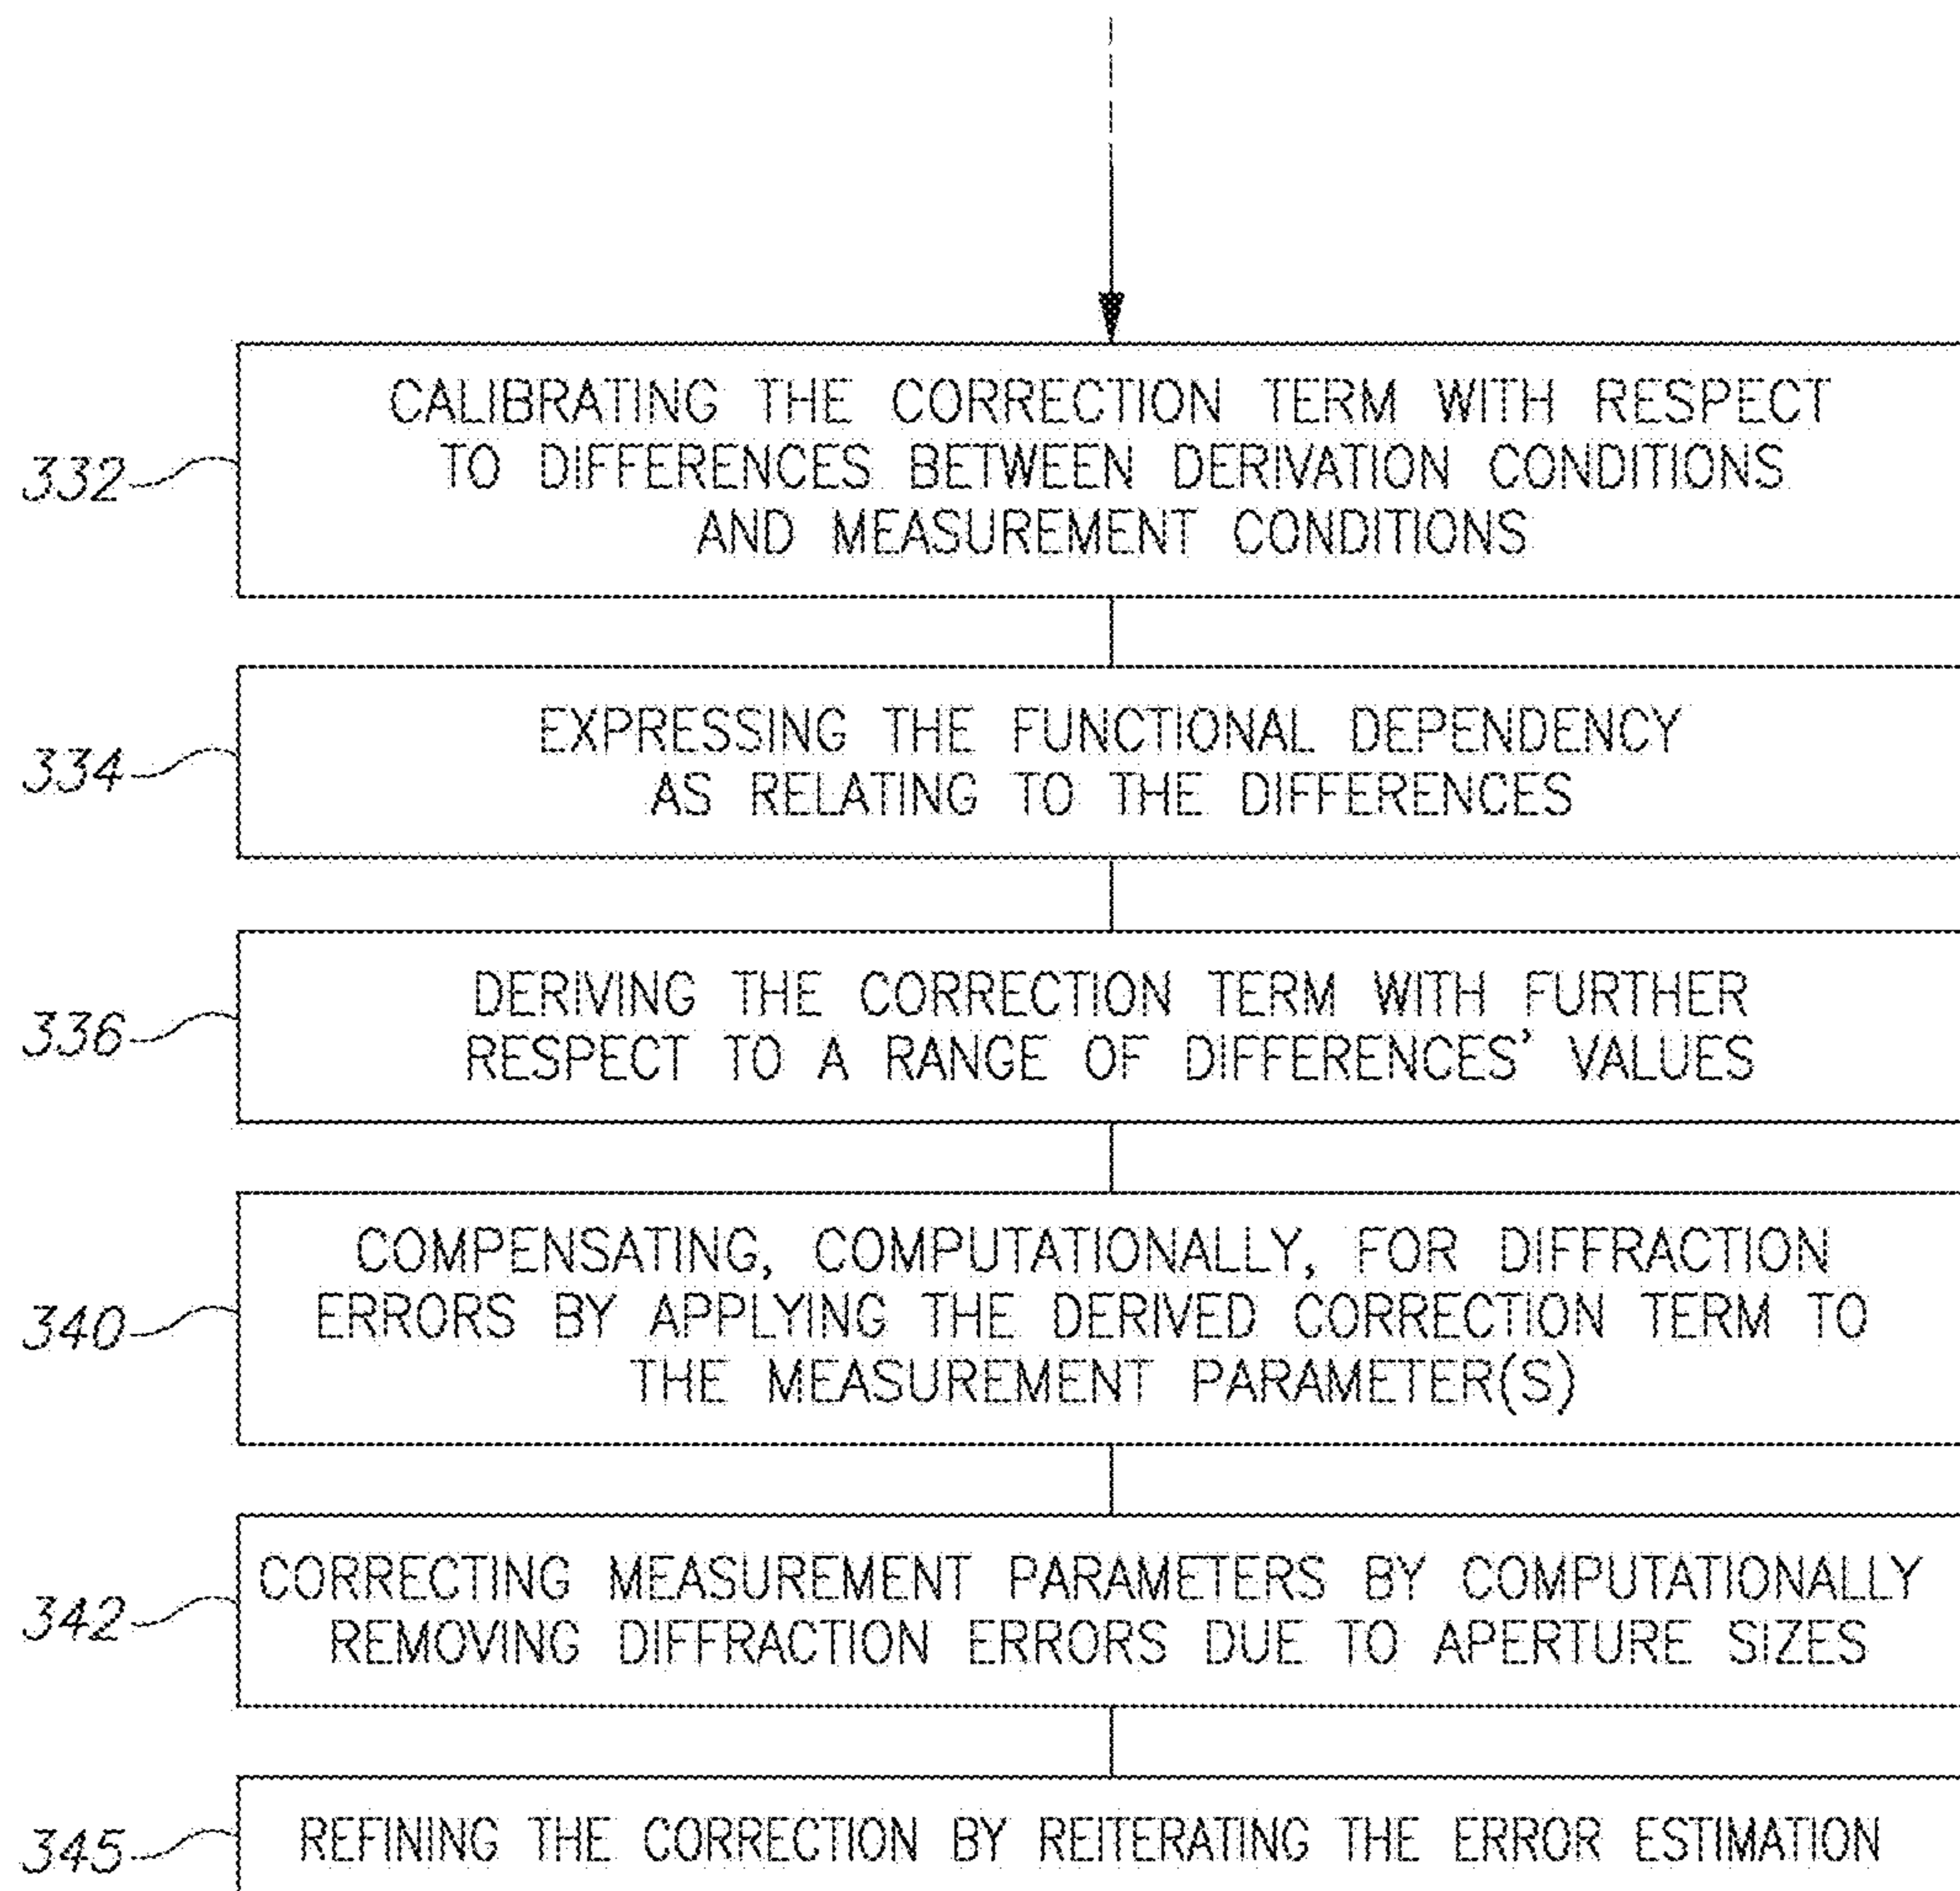 CALIBRATING THE CORRECTION TERM WITH RESPECT
TO DIFFERENCES BETWEEN DERIVATION CONDITIONS
AND MEASUREMENT CONDITIONS
332
EXPRESSING THE FUNCTIONAL DEPENDENCY
AS RELATING TO THE DIFFERENCES
334
DERIVING THE CORRECTION TERM WITH FURTHER
RESPECT TO A RANGE OF DIFFERENCES' VALUES
336
COMPENSATING, COMPUTATIONALLY, FOR DIFFRACTION
ERRORS BY APPLYING THE DERIVED CORRECTION TERM TO
THE MEASUREMENT PARAMETER(S)
340
CORRECTING MEASUREMENT PARAMETERS BY COMPUTATIONALLY
REMOVING DIFFRACTION ERRORS DUE TO APERTURE SIZES
342
REFINING THE CORRECTION BY REITERATING THE ERROR ESTIMATION
345